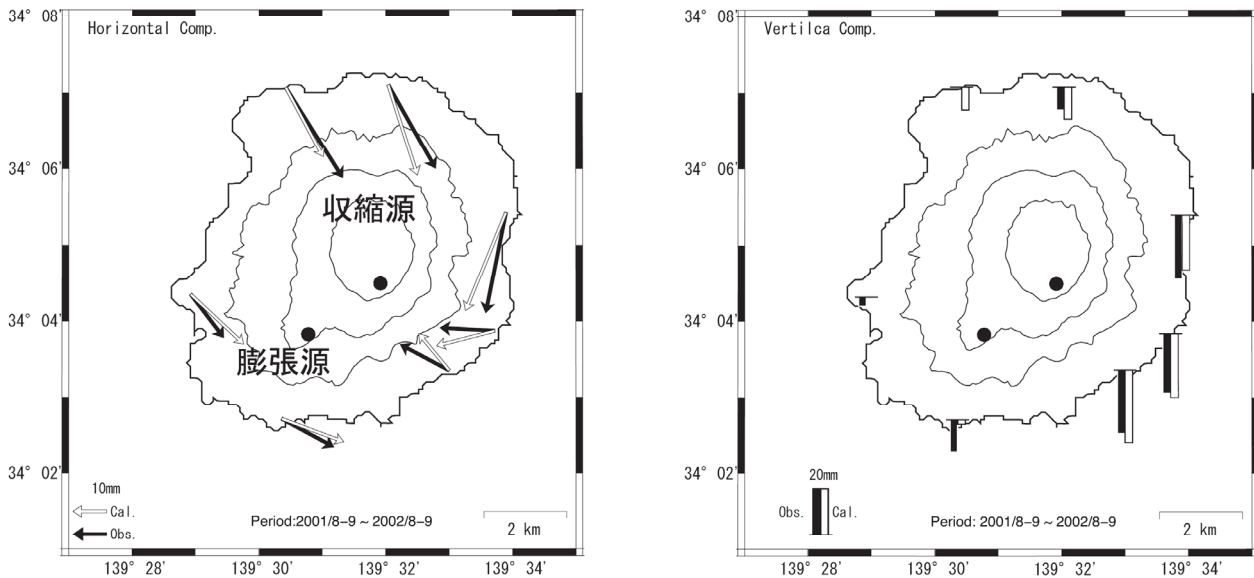 Horizontal Comp.
34° 08'
34° 06'
34° 04'
34° 02'
収縮源
膨張源
10mm
Cal.
Obs.
Period:2001/8-9 ~ 2002/8-9
2 km
139° 28'
139° 30'
139° 32'
139° 34'
Vertilca Comp.
34° 08'
34° 06'
34° 04'
34° 02'
20mm
Obs.
Cal.
Period: 2001/8-9 ~ 2002/8-9
2 km
139° 28'
139° 30'
139° 32'
139° 34'